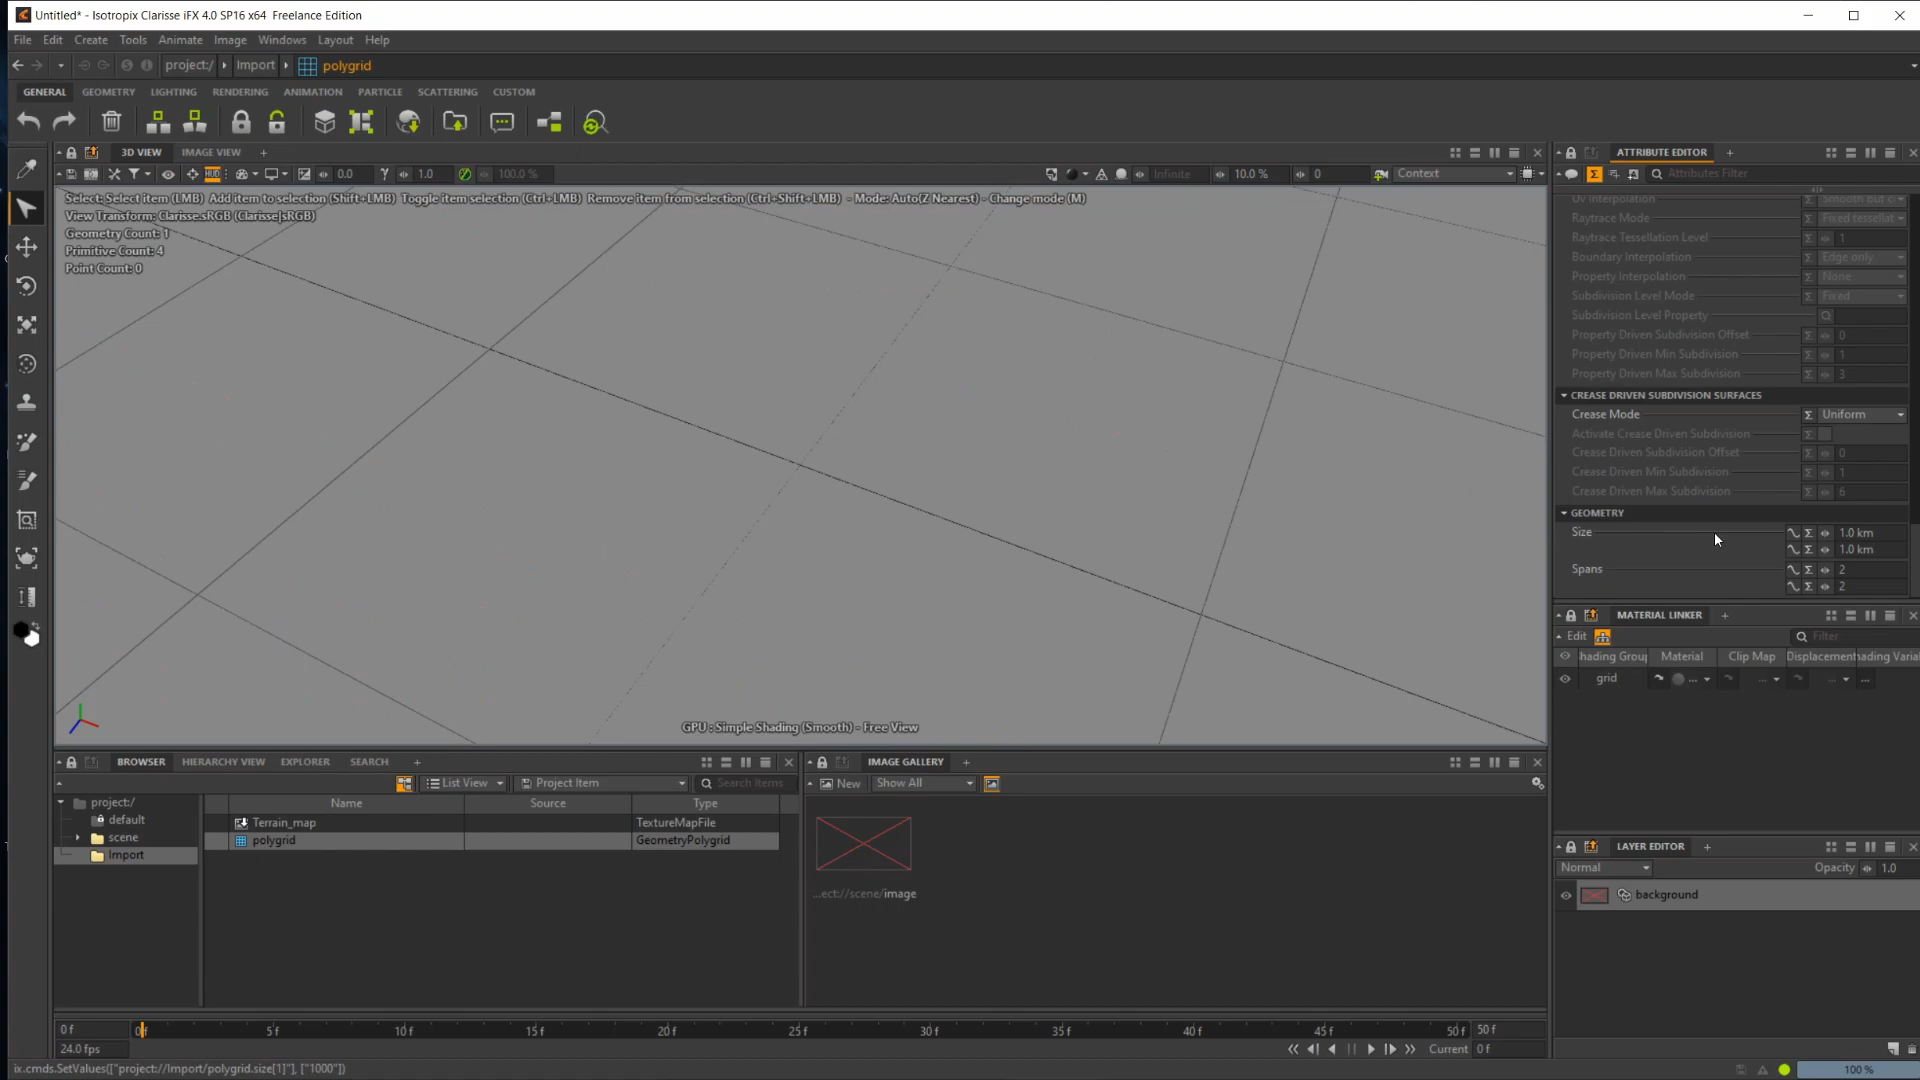 Untitled* - Isotropix Clarisse iFX 4.0 SP16 x64  Freelance Edition
File Edit Create Tools Animate Image Windows Layout Help
project:/ Import polygrid
GENERAL GEOMETRY LIGHTING RENDERING ANIMATION PARTICLE SCATTERING CUSTOM
3D VIEW IMAGE VIEW +
HUD 0.0 1.0 100.0 % Infinite 10.0 % 0 Context
Select: Select item (LMB)  Add item to selection (Shift+LMB)  Toggle item selection (Ctrl+LMB)  Remove item from selection (Ctrl+Shift+LMB)  - Mode: Auto(Z Nearest) - Change mode (M)
View Transform: Clarisse:sRGB (Clarisse|sRGB)
Geometry Count: 1
Primitive Count: 4
Point Count: 0
GPU : Simple Shading (Smooth) - Free View
ATTRIBUTE EDITOR +
Attributes Filter
UV Interpolation
Raytrace Mode Fixed tessellat
Raytrace Tessellation Level 1
Boundary Interpolation Edge only
Property Interpolation None
Subdivision Level Mode Fixed
Subdivision Level Property
Property Driven Subdivision Offset 0
Property Driven Min Subdivision 1
Property Driven Max Subdivision 3
CREASE DRIVEN SUBDIVISION SURFACES
Crease Mode Uniform
Activate Crease Driven Subdivision
Crease Driven Subdivision Offset 0
Crease Driven Min Subdivision 1
Crease Driven Max Subdivision 6
GEOMETRY
Size 1.0 km
1.0 km
Spans 2
2
MATERIAL LINKER +
Edit Filter
hading Group Material Clip Map Displacement hading Varia
grid ... ... ... ...
LAYER EDITOR +
Normal Opacity 1.0
background
BROWSER HIERARCHY VIEW EXPLORER SEARCH +
List View Project Item Search Items
project:/
default
scene
Import
Name Source Type
Terrain_map TextureMapFile
polygrid GeometryPolygrid
IMAGE GALLERY +
New Show All
...ect://scene/image
0 f 0f 5 f 10 f 15 f 20 f 25 f 30 f 35 f 40 f 45 f 50 f 50 f
24.0 fps Current 0 f
ix.cmds.SetValues(["project://Import/polygrid.size[1]"], ["1000"])
100 %